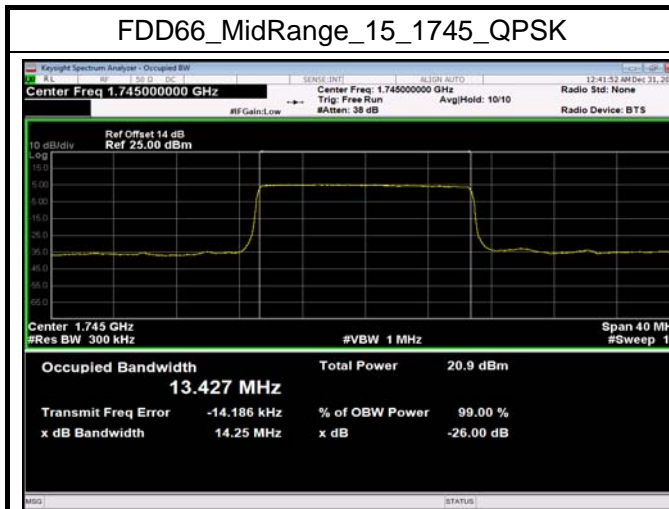 FDD66_MidRange_15_1745_QPSK
Keysight Spectrum Analyzer - Occupied BW
RL RF 50 Ω DC SENSE:INT ALIGN AUTO 12:41:52 AM Dec 31, 20
Center Freq 1.745000000 GHz Center Freq: 1.745000000 GHz Radio Std: None
Trig: Free Run Avg|Hold: 10/10
#IFGain:Low #Atten: 38 dB Radio Device: BTS
Ref Offset 14 dB
10 dB/div Ref 25.00 dBm
Log
15.0
5.00
-5.00
-15.0
-25.0
-35.0
-45.0
-55.0
-65.0
Center 1.745 GHz Span 40 MH
#Res BW 300 kHz #VBW 1 MHz #Sweep 1
Occupied Bandwidth Total Power 20.9 dBm
13.427 MHz
Transmit Freq Error -14.186 kHz % of OBW Power 99.00 %
x dB Bandwidth 14.25 MHz x dB -26.00 dB
MSG STATUS